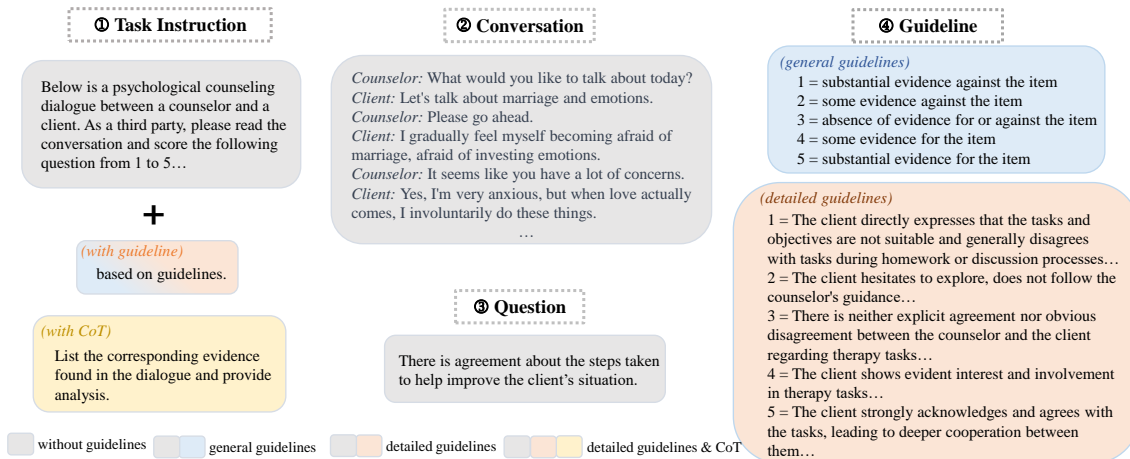 ① Task Instruction
Below is a psychological counseling
dialogue between a counselor and a
client. As a third party, please read the
conversation and score the following
question from 1 to 5…
+
(with guideline)
based on guidelines.
(with CoT)
List the corresponding evidence
found in the dialogue and provide
analysis.
② Conversation
Counselor: What would you like to talk about today?
Client: Let's talk about marriage and emotions.
Counselor: Please go ahead.
Client: I gradually feel myself becoming afraid of
marriage, afraid of investing emotions.
Counselor: It seems like you have a lot of concerns.
Client: Yes, I'm very anxious, but when love actually
comes, I involuntarily do these things.
…
③ Question
There is agreement about the steps taken
to help improve the client’s situation.
④ Guideline
(general guidelines)
1 = substantial evidence against the item
2 = some evidence against the item
3 = absence of evidence for or against the item
4 = some evidence for the item
5 = substantial evidence for the item
(detailed guidelines)
1 = The client directly expresses that the tasks and
objectives are not suitable and generally disagrees
with tasks during homework or discussion processes…
2 = The client hesitates to explore, does not follow the
counselor's guidance…
3 = There is neither explicit agreement nor obvious
disagreement between the counselor and the client
regarding therapy tasks…
4 = The client shows evident interest and involvement
in therapy tasks…
5 = The client strongly acknowledges and agrees with
the tasks, leading to deeper cooperation between
them…
without guidelines
general guidelines
detailed guidelines
detailed guidelines & CoT